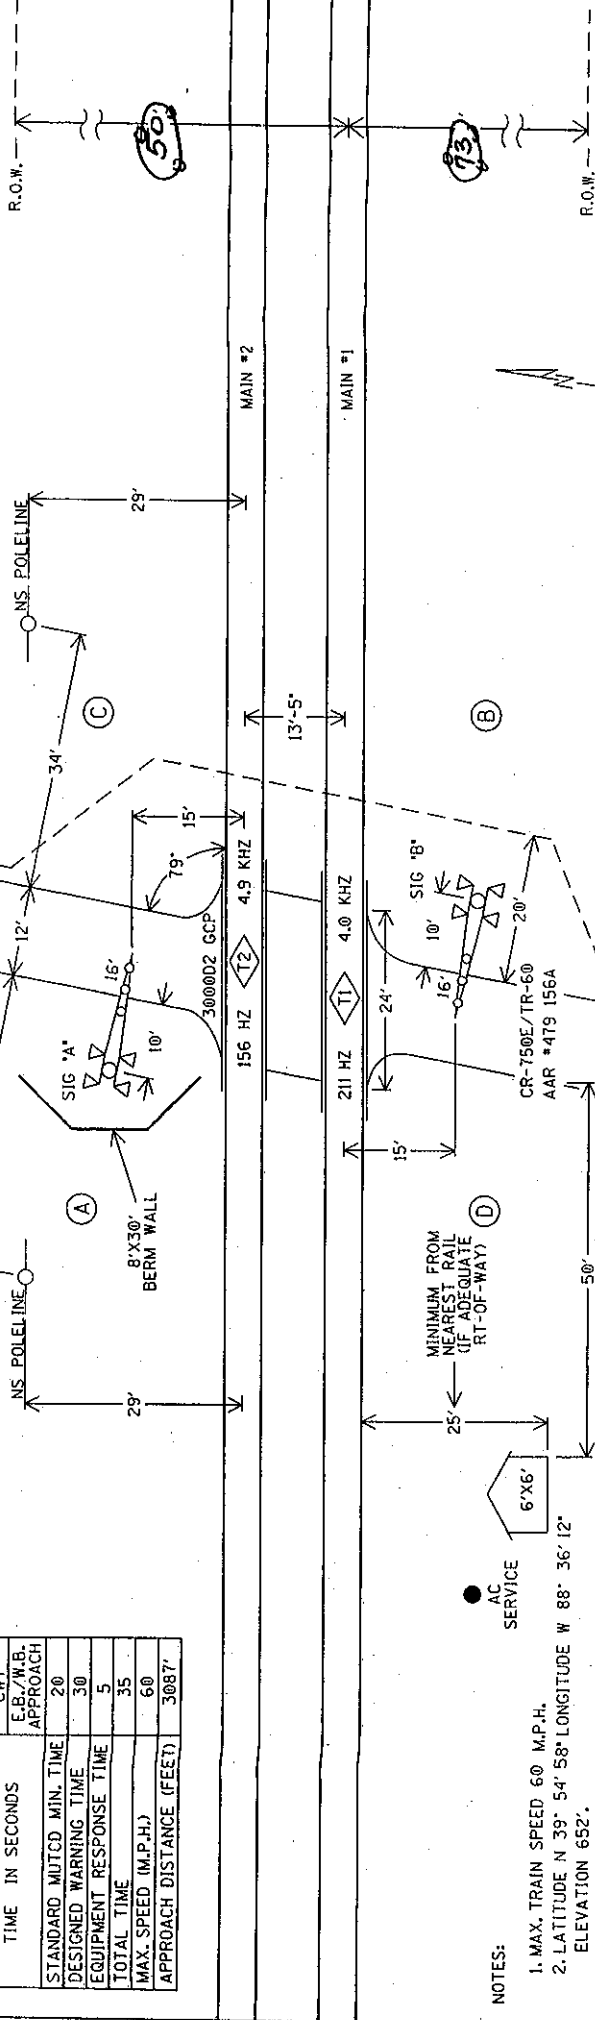 TIME IN SECONDS
E.B./W.B.
APPROACH
STANDARD MUTCD MIN. TIME 20
DESIGNED WARNING TIME 30
EQUIPMENT RESPONSE TIME 5
TOTAL TIME 35
MAX. SPEED (M.P.H.) 60
APPROACH DISTANCE (FEET) 3087'
NS POLELINE
29'
A
8'X30'
BERM WALL
SIG "A"
10'
16'
12'
34'
79°
15'
C
NS POLELINE
29'
R.O.W.
50'
3000D2 GCP
156 HZ
T2
4.9 KHZ
MAIN #2
13'-5"
211 HZ
T1
4.0 KHZ
MAIN #1
24'
15'
73'
R.O.W.
N
SIG "B"
10'
16'
20'
B
CR-750E/TR-60
AAR #479 156A
D
MINIMUM FROM
NEAREST RAIL
(IF ADEQUATE
RT-OF-WAY)
25'
50'
6'X6'
AC
SERVICE
NOTES:
1. MAX. TRAIN SPEED 60 M.P.H.
2. LATITUDE N 39° 54' 58" LONGITUDE W 88° 36' 12"
ELEVATION 652'.